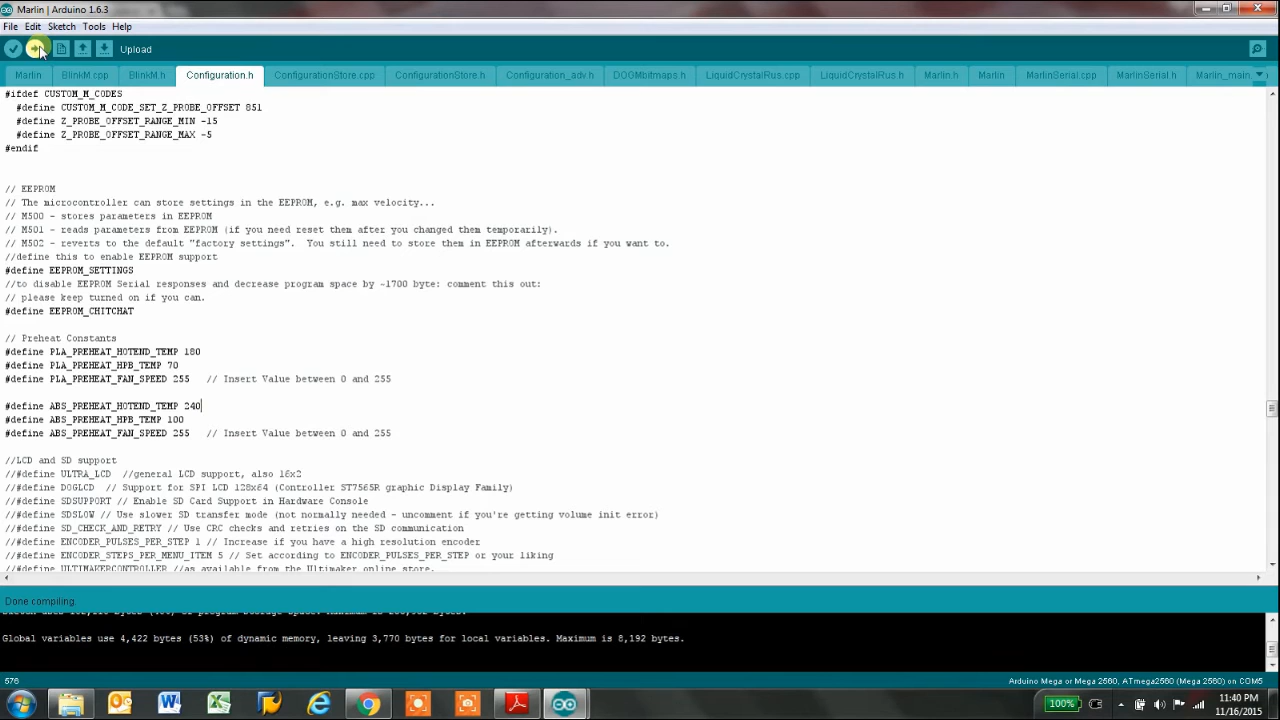 Marlin | Arduino 1.6.3
File Edit Sketch Tools Help
Upload
Marlin BlinkM.cpp BlinkM.h Configuration.h ConfigurationStore.cpp ConfigurationStore.h Configuration_adv.h DOGMbitmaps.h LiquidCrystalRus.cpp LiquidCrystalRus.h Marlin.h Marlin MarlinSerial.cpp MarlinSerial.h Marlin_main
#ifdef CUSTOM_M_CODES
#define CUSTOM_M_CODE_SET_Z_PROBE_OFFSET 851
#define Z_PROBE_OFFSET_RANGE_MIN -15
#define Z_PROBE_OFFSET_RANGE_MAX -5
#endif
// EEPROM
// The microcontroller can store settings in the EEPROM, e.g. max velocity...
// M500 - stores parameters in EEPROM
// M501 - reads parameters from EEPROM (if you need reset them after you changed them temporarily).
// M502 - reverts to the default "factory settings".  You still need to store them in EEPROM afterwards if you want to.
//define this to enable EEPROM support
#define EEPROM_SETTINGS
//to disable EEPROM Serial responses and decrease program space by ~1700 byte: comment this out:
// please keep turned on if you can.
#define EEPROM_CHITCHAT
// Preheat Constants
#define PLA_PREHEAT_HOTEND_TEMP 180
#define PLA_PREHEAT_HPB_TEMP 70
#define PLA_PREHEAT_FAN_SPEED 255   // Insert Value between 0 and 255
#define ABS_PREHEAT_HOTEND_TEMP 240
#define ABS_PREHEAT_HPB_TEMP 100
#define ABS_PREHEAT_FAN_SPEED 255   // Insert Value between 0 and 255
//LCD and SD support
//#define ULTRA_LCD  //general LCD support, also 16x2
//#define DOGLCD  // Support for SPI LCD 128x64 (Controller ST7565R graphic Display Family)
//#define SDSUPPORT // Enable SD Card Support in Hardware Console
//#define SDSLOW // Use slower SD transfer mode (not normally needed - uncomment if you're getting volume init error)
//#define SD_CHECK_AND_RETRY // Use CRC checks and retries on the SD communication
//#define ENCODER_PULSES_PER_STEP 1 // Increase if you have a high resolution encoder
//#define ENCODER_STEPS_PER_MENU_ITEM 5 // Set according to ENCODER_PULSES_PER_STEP or your liking
//#define ULTIMAKERCONTROLLER //as available from the Ultimaker online store.
Done compiling.
Global variables use 4,422 bytes (53%) of dynamic memory, leaving 3,770 bytes for local variables. Maximum is 8,192 bytes.
576
Arduino Mega or Mega 2560, ATmega2560 (Mega 2560) on COM5
100%
11:40 PM
11/16/2015